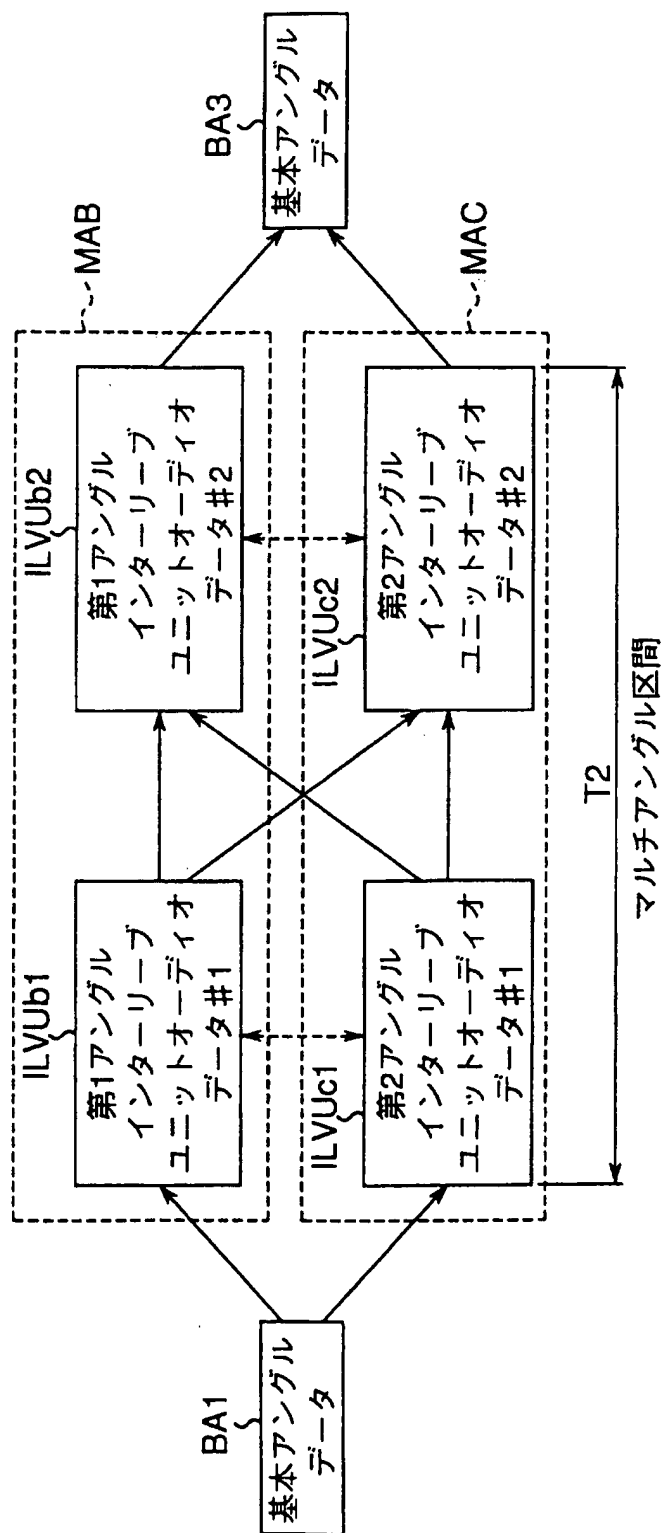 BA1
基本アングル
データ
MAB
ILVUb1
第1アングル
インターリーブ
ユニットオーディオ
データ#1
ILVUb2
第1アングル
インターリーブ
ユニットオーディオ
データ#2
ILVUc1
第2アングル
インターリーブ
ユニットオーディオ
データ#1
ILVUc2
第2アングル
インターリーブ
ユニットオーディオ
データ#2
MAC
BA3
基本アングル
データ
T2
マルチアングル区間